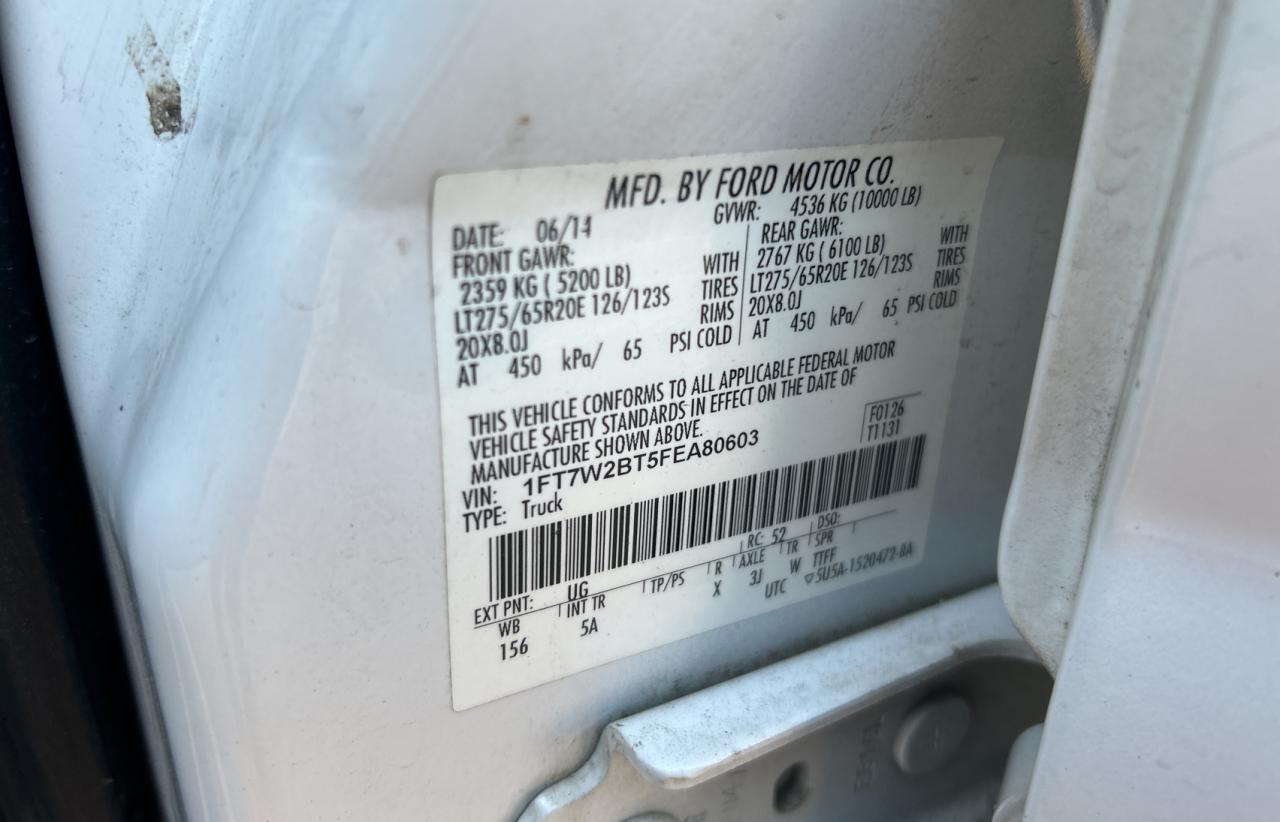 MFD. BY FORD MOTOR CO.
DATE: 06/14 GVWR: 4536 KG (10000 LB)
FRONT GAWR: REAR GAWR:
2359 KG ( 5200 LB) WITH 2767 KG ( 6100 LB) WITH
LT275/65R20E 126/123S TIRES LT275/65R20E 126/123S TIRES
20X8.0J RIMS 20X8.0J RIMS
AT 450 kPa/ 65 PSI COLD AT 450 kPa/ 65 PSI COLD
THIS VEHICLE CONFORMS TO ALL APPLICABLE FEDERAL MOTOR
VEHICLE SAFETY STANDARDS IN EFFECT ON THE DATE OF
MANUFACTURE SHOWN ABOVE.
F0126
T1131
VIN: 1FT7W2BT5FEA80603
TYPE: Truck
EXT PNT: UG RC: 52 DSO:
WB INT TR TP/PS R AXLE TR SPR
156 5A X 3J W TTFF
UTC ▽5U5A-1520472-BA